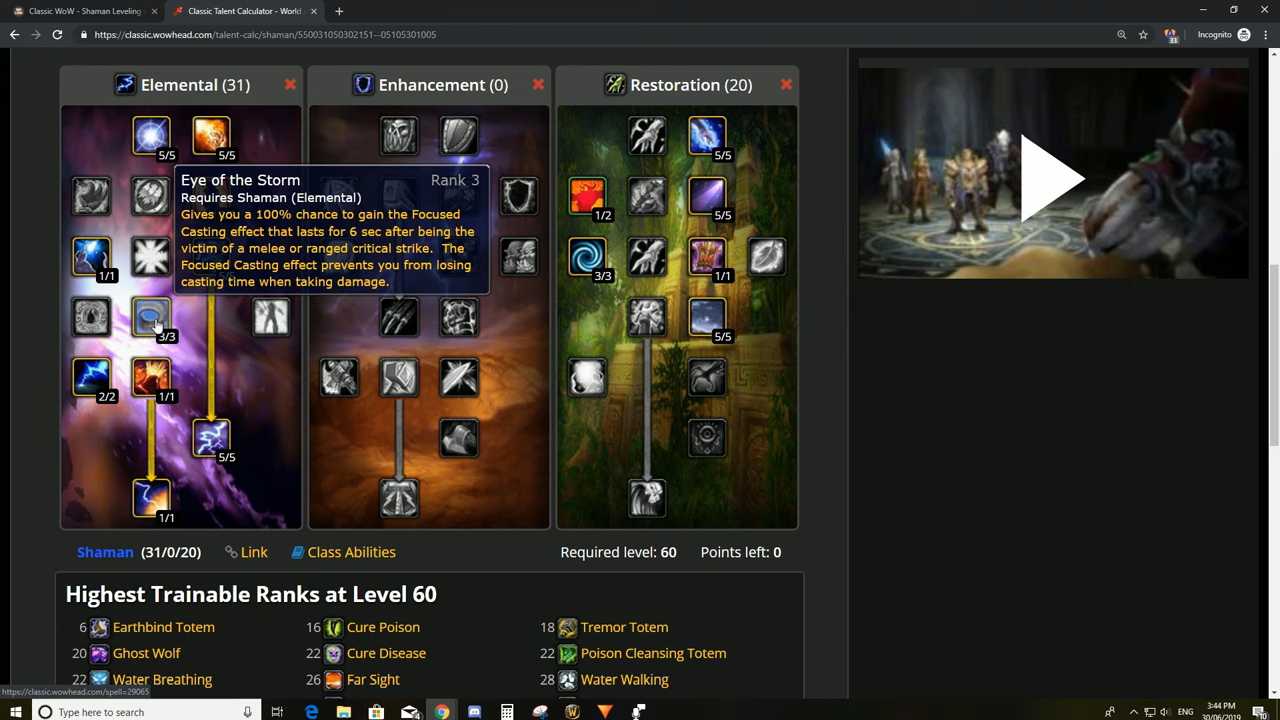 Classic WoW - Shaman Leveling
Classic Talent Calculator - World
https://classic.wowhead.com/talent-calc/shaman/550031050302151--05105301005
33
Incognito
Elemental (31)
Enhancement (0)
Restoration (20)
5/5
5/5
5/5
Eye of the Storm
Rank 3
Requires Shaman (Elemental)
Gives you a 100% chance to gain the Focused
Casting effect that lasts for 6 sec after being the
victim of a melee or ranged critical strike. The
Focused Casting effect prevents you from losing
casting time when taking damage.
1/2
5/5
1/1
3/3
1/1
3/3
5/5
2/2
1/1
5/5
1/1
Shaman (31/0/20)
Link
Class Abilities
Required level: 60
Points left: 0
Highest Trainable Ranks at Level 60
6 Earthbind Totem
16 Cure Poison
18 Tremor Totem
20 Ghost Wolf
22 Cure Disease
22 Poison Cleansing Totem
22 Water Breathing
26 Far Sight
28 Water Walking
https://classic.wowhead.com/spell=29065
Type here to search
4
ENG
3:44 PM
30/06/2019